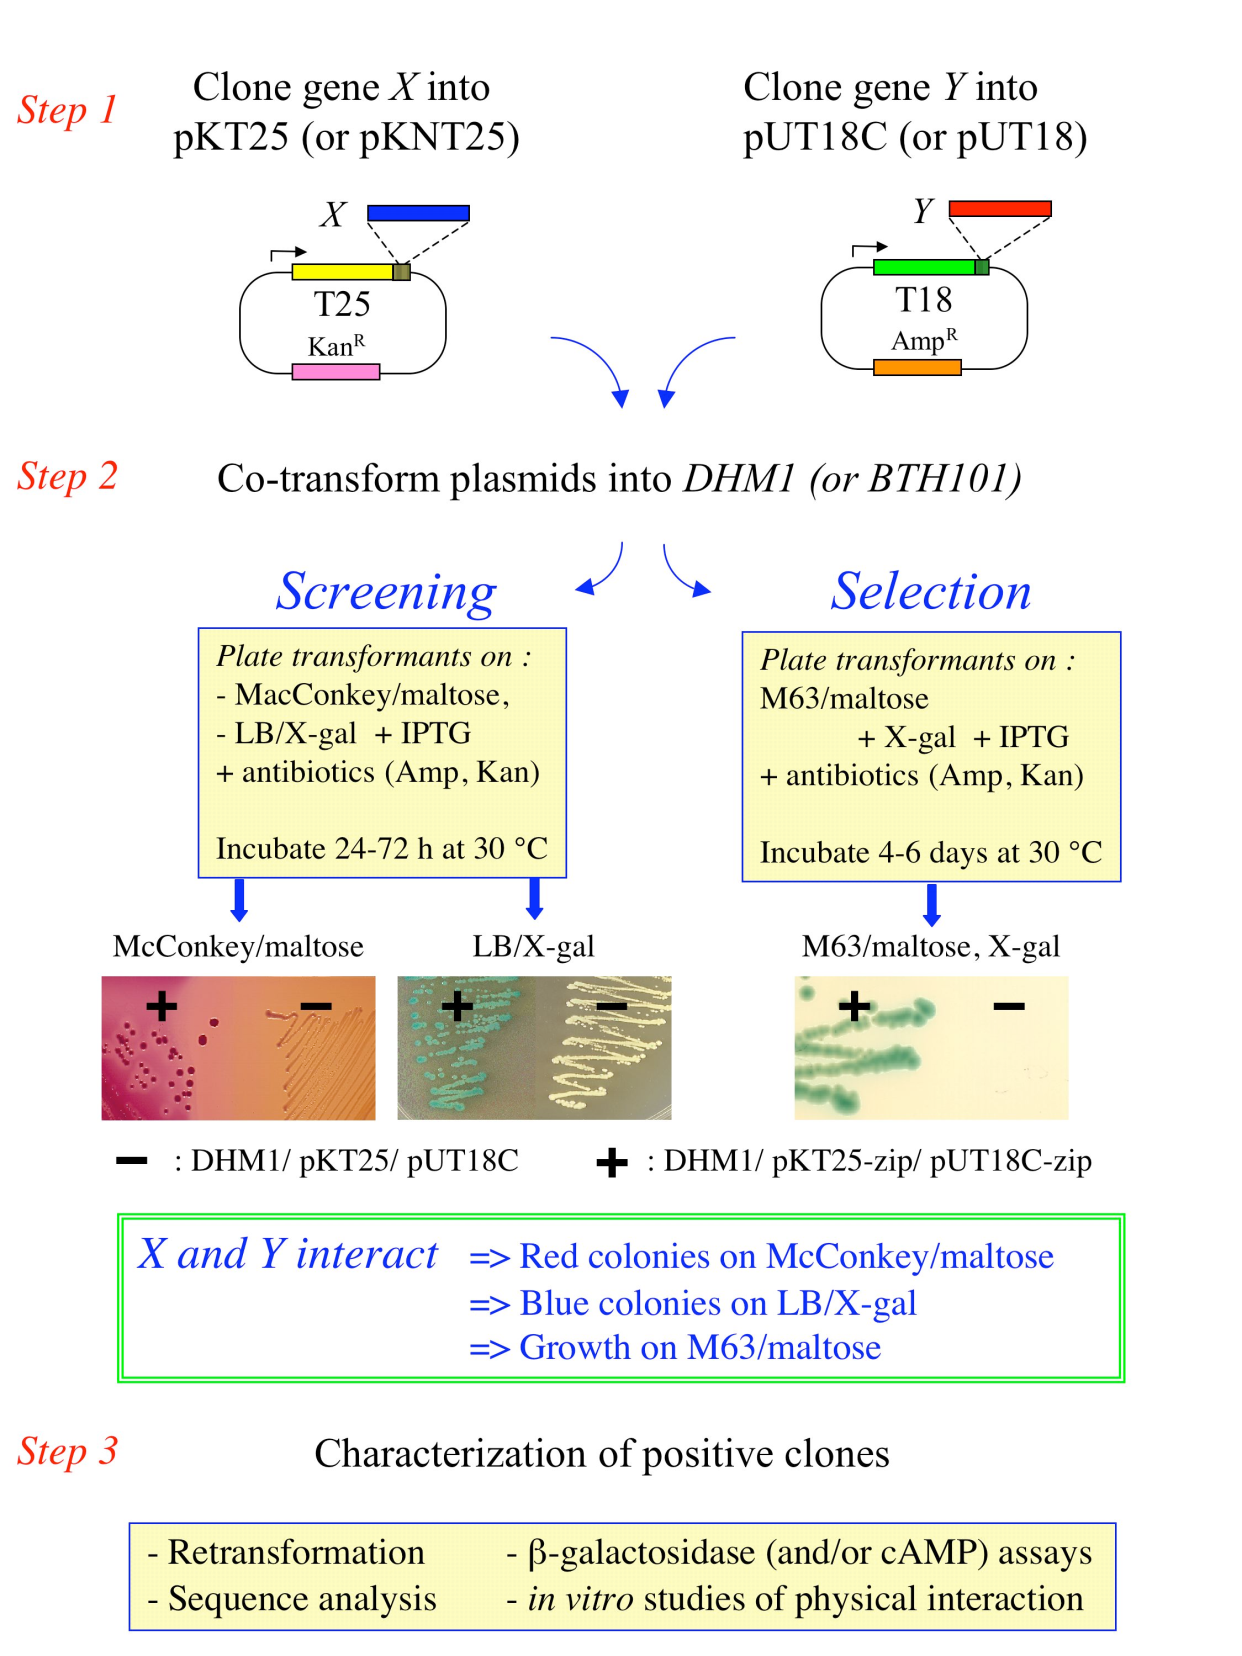 Step 1
Clone gene X into
pKT25 (or pKNT25)
Clone gene Y into
pUT18C (or pUT18)
X
T25
Kan^R
Y
T18
Amp^R
Step 2
Co-transform plasmids into DHM1 (or BTH101)
Screening
Plate transformants on :
- MacConkey/maltose,
- LB/X-gal + IPTG
+ antibiotics (Amp, Kan)
Incubate 24-72 h at 30 °C
Selection
Plate transformants on :
M63/maltose
+ X-gal + IPTG
+ antibiotics (Amp, Kan)
Incubate 4-6 days at 30 °C
McConkey/maltose
LB/X-gal
M63/maltose, X-gal
+ −
+ −
+ −
− : DHM1/ pKT25/ pUT18C
+ : DHM1/ pKT25-zip/ pUT18C-zip
X and Y interact => Red colonies on McConkey/maltose
=> Blue colonies on LB/X-gal
=> Growth on M63/maltose
Step 3
Characterization of positive clones
- Retransformation
- Sequence analysis
- β-galactosidase (and/or cAMP) assays
- in vitro studies of physical interaction